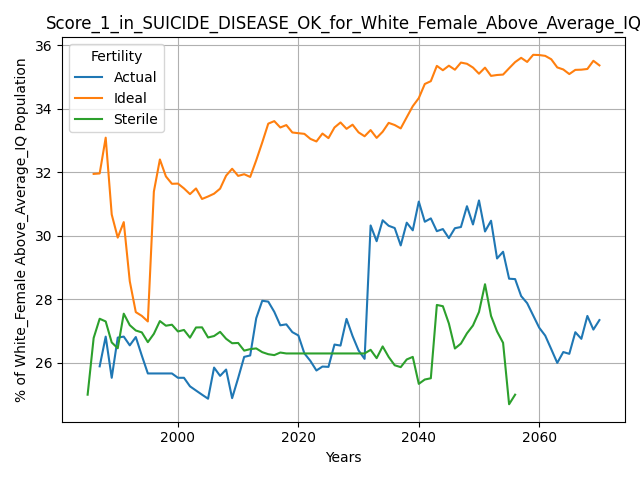 Score_1_in_SUICIDE_DISEASE_OK_for_White_Female_Above_Average_IQ
% of White_Female Above_Average_IQ Population
36
34
32
30
28
26
Fertility
Actual
Ideal
Sterile
2000
2020
2040
2060
Years